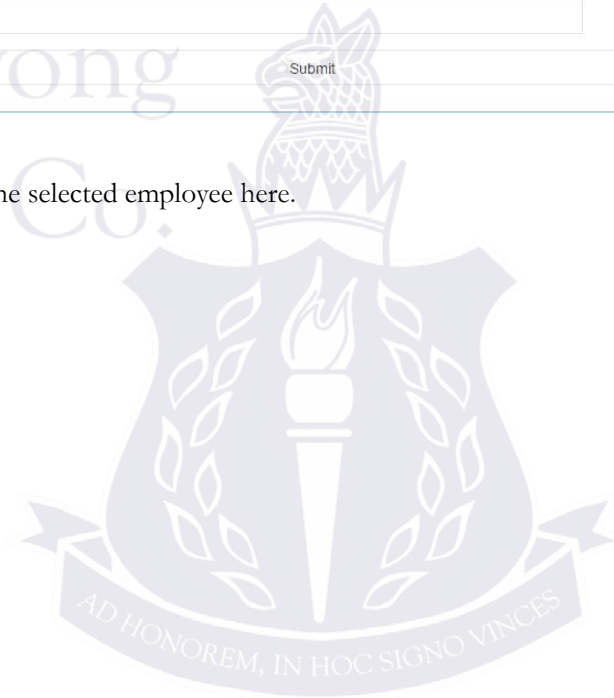 Submit
ong
he selected employee here.
Co.
AD HONOREM, IN HOC SIGNO VINCES